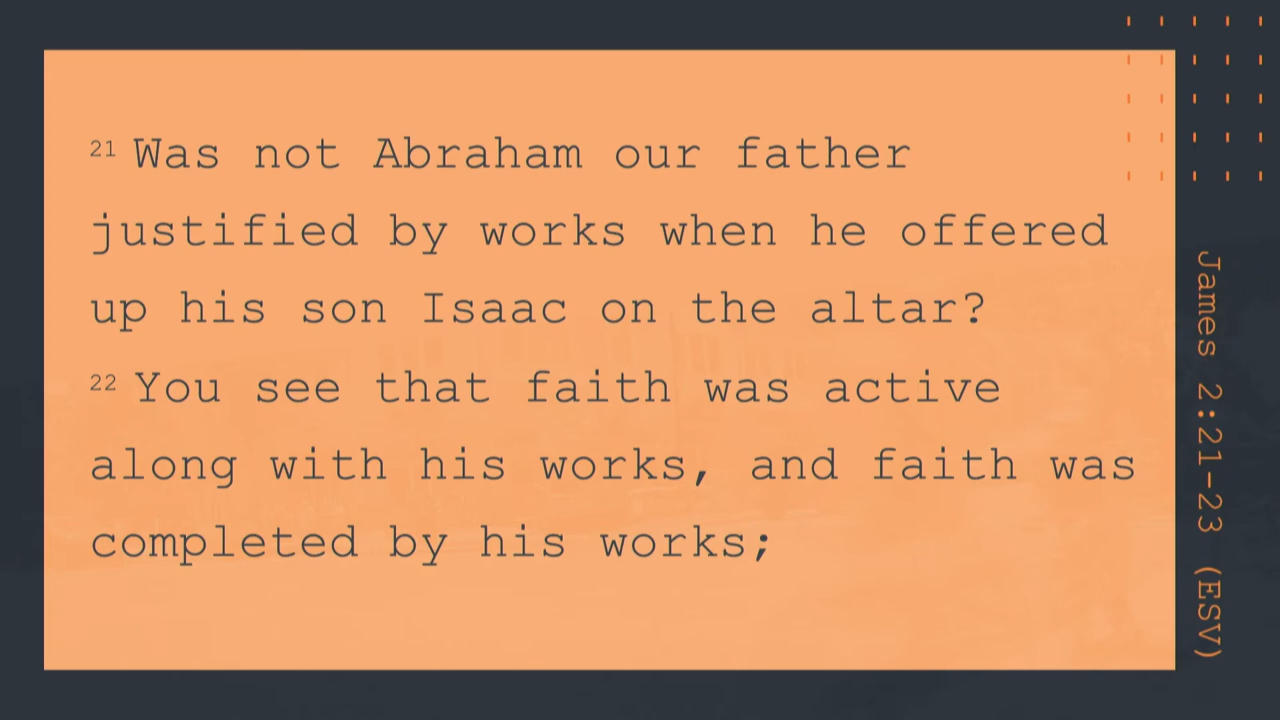 21 Was not Abraham our father
justified by works when he offered
up his son Isaac on the altar?
22 You see that faith was active
along with his works, and faith was
completed by his works;
James 2:21-23 (ESV)